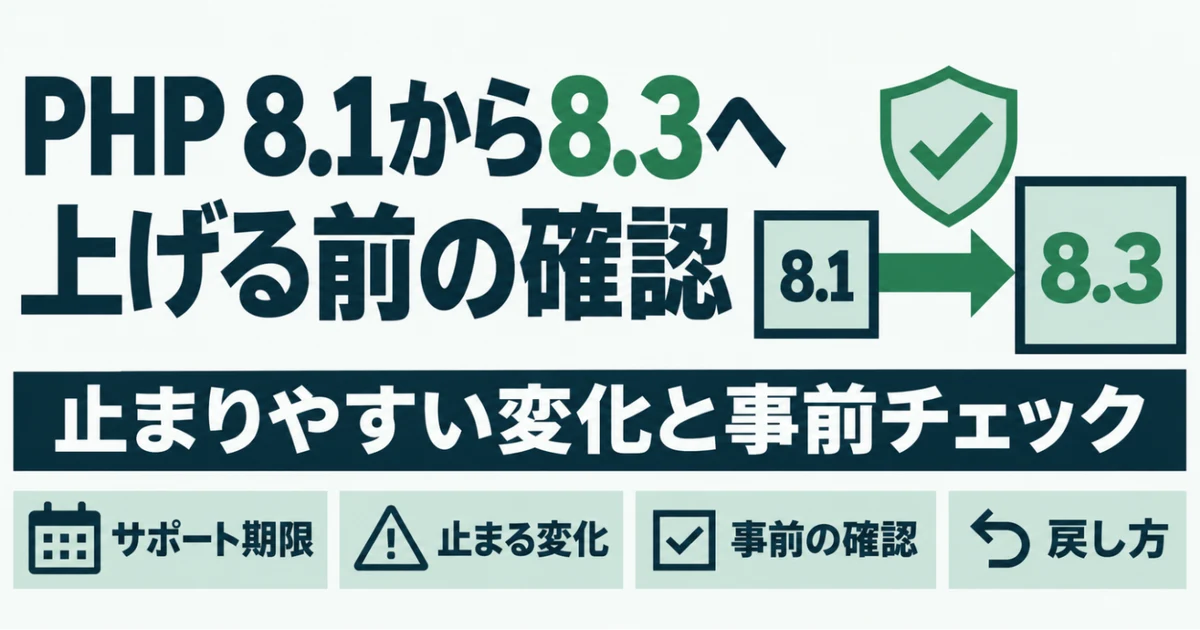 PHP 8.1から8.3へ
上げる前の確認
8.1
8.3
止まりやすい変化と事前チェック
サポート期限
止まる変化
事前の確認
戻し方